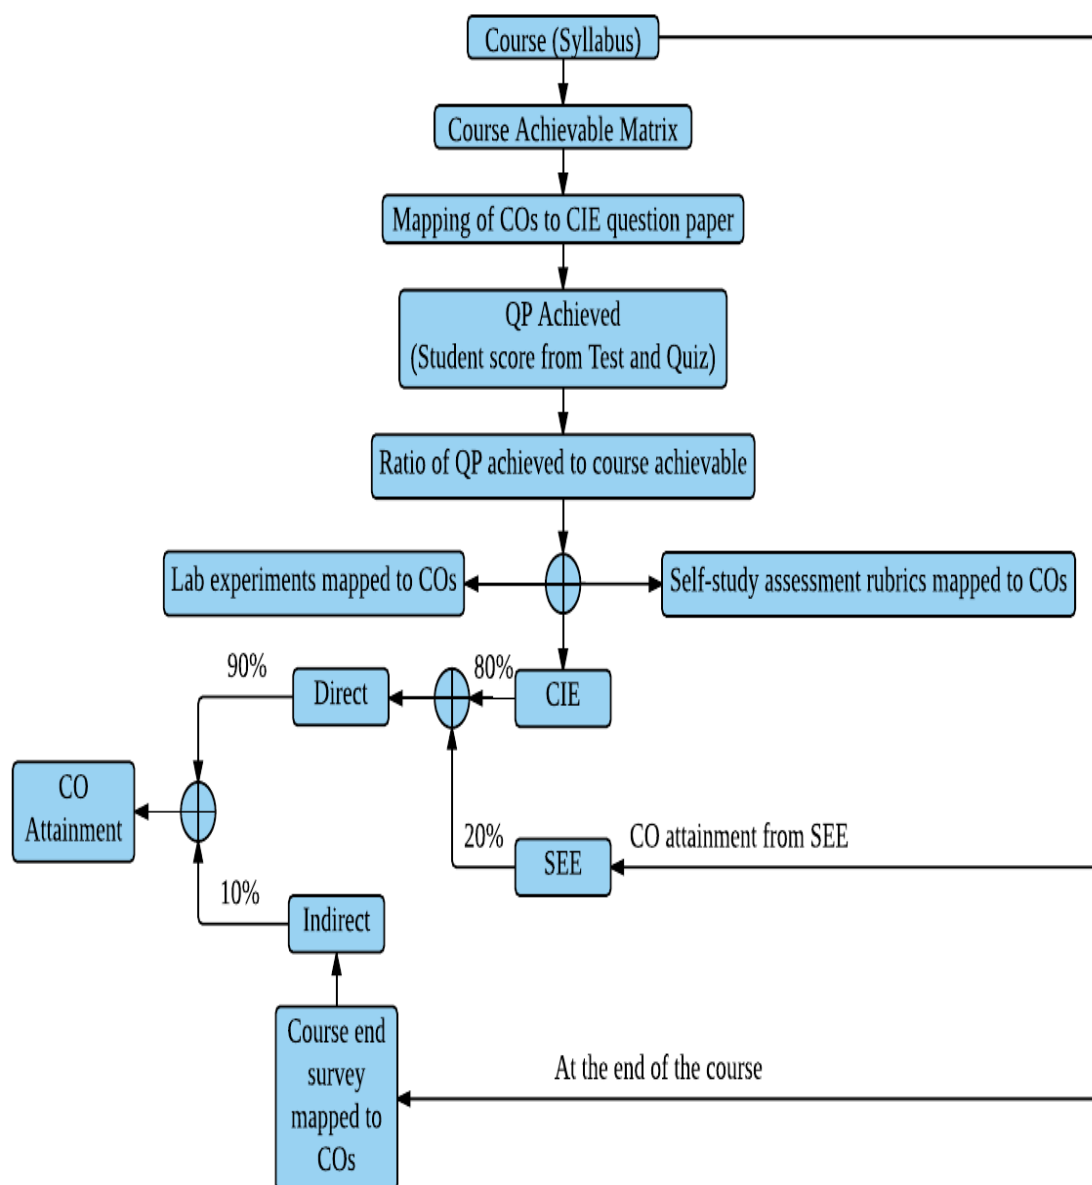 Course (Syllabus)
Course Achievable Matrix
Mapping of COs to CIE question paper
QP Achieved
(Student score from Test and Quiz)
Ratio of QP achieved to course achievable
Lab experiments mapped to COs
Self-study assessment rubrics mapped to COs
90%
Direct
80%
CIE
CO
Attainment
20%
SEE
CO attainment from SEE
10%
Indirect
Course end
survey
mapped to
COs
At the end of the course